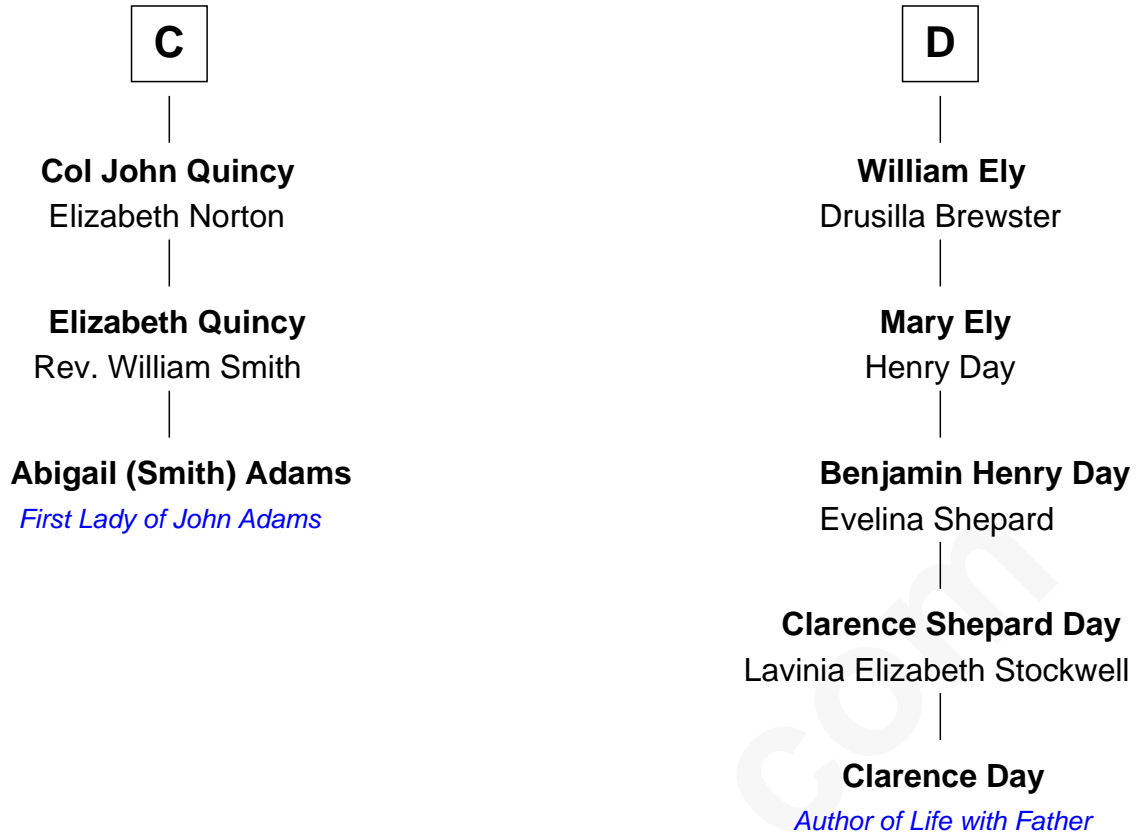 C
Col John Quincy
Elizabeth Norton
Elizabeth Quincy
Rev. William Smith
Abigail (Smith) Adams
First Lady of John Adams
D
William Ely
Drusilla Brewster
Mary Ely
Henry Day
Benjamin Henry Day
Evelina Shepard
Clarence Shepard Day
Lavinia Elizabeth Stockwell
Clarence Day
Author of Life with Father
com